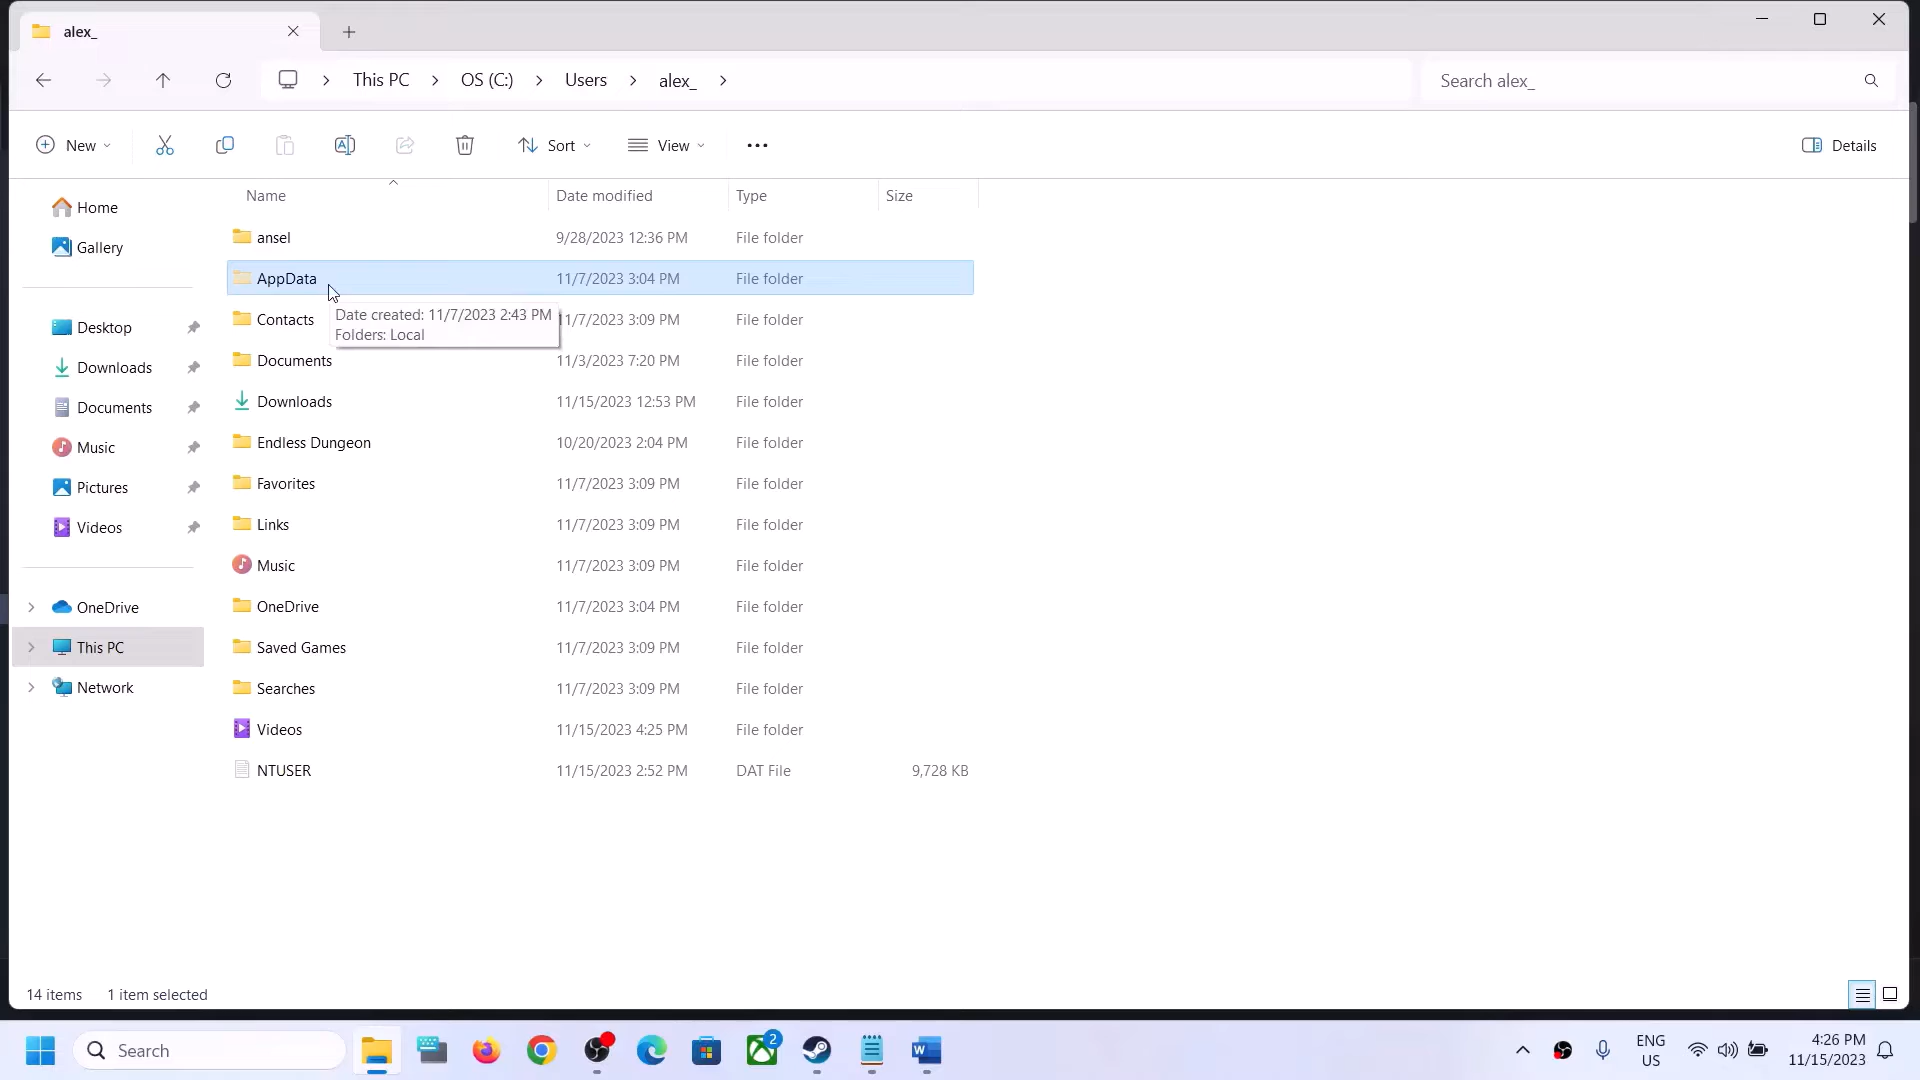 alex_
This PC
OS (C:)
Users
alex_
Search alex_
New
Sort
View
Details
Name
Date modified
Type
Size
Home
Gallery
Desktop
Downloads
Documents
Music
Pictures
Videos
OneDrive
This PC
Network
ansel 9/28/2023 12:36 PM File folder
AppData 11/7/2023 3:04 PM File folder
Contacts 11/7/2023 3:09 PM File folder
Date created: 11/7/2023 2:43 PM
Folders: Local
Documents 11/3/2023 7:20 PM File folder
Downloads 11/15/2023 12:53 PM File folder
Endless Dungeon 10/20/2023 2:04 PM File folder
Favorites 11/7/2023 3:09 PM File folder
Links 11/7/2023 3:09 PM File folder
Music 11/7/2023 3:09 PM File folder
OneDrive 11/7/2023 3:04 PM File folder
Saved Games 11/7/2023 3:09 PM File folder
Searches 11/7/2023 3:09 PM File folder
Videos 11/15/2023 4:25 PM File folder
NTUSER 11/15/2023 2:52 PM DAT File 9,728 KB
14 items 1 item selected
Search
2
ENG
US
4:26 PM
11/15/2023